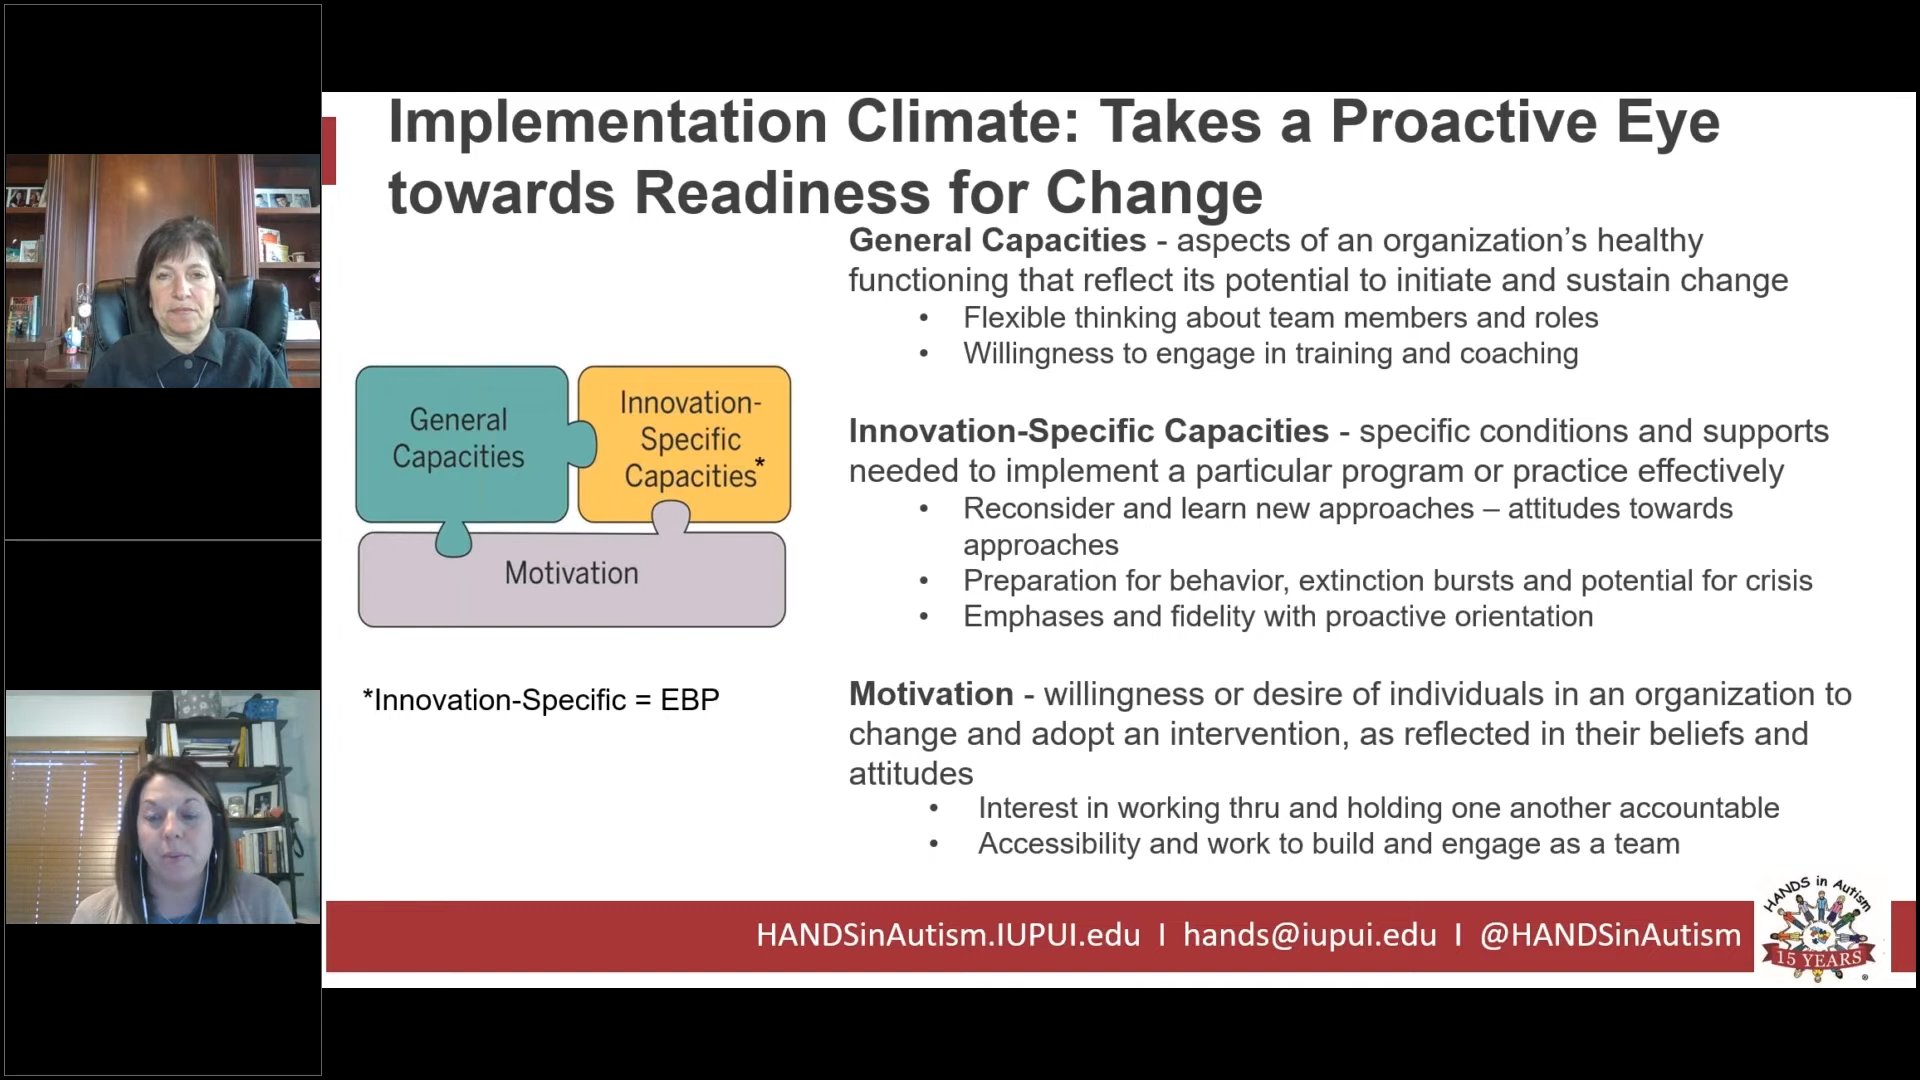 Implementation Climate: Takes a Proactive Eye
towards Readiness for Change
General Capacities - aspects of an organization’s healthy
functioning that reflect its potential to initiate and sustain change
• Flexible thinking about team members and roles
• Willingness to engage in training and coaching
General
Capacities
Innovation-
Specific
Capacities*
Motivation
*Innovation-Specific = EBP
Innovation-Specific Capacities - specific conditions and supports
needed to implement a particular program or practice effectively
• Reconsider and learn new approaches – attitudes towards
approaches
• Preparation for behavior, extinction bursts and potential for crisis
• Emphases and fidelity with proactive orientation
Motivation - willingness or desire of individuals in an organization to
change and adopt an intervention, as reflected in their beliefs and
attitudes
• Interest in working thru and holding one another accountable
• Accessibility and work to build and engage as a team
HANDSinAutism.IUPUI.edu I hands@iupui.edu I @HANDSinAutism
HANDS in Autism
15 YEARS
®